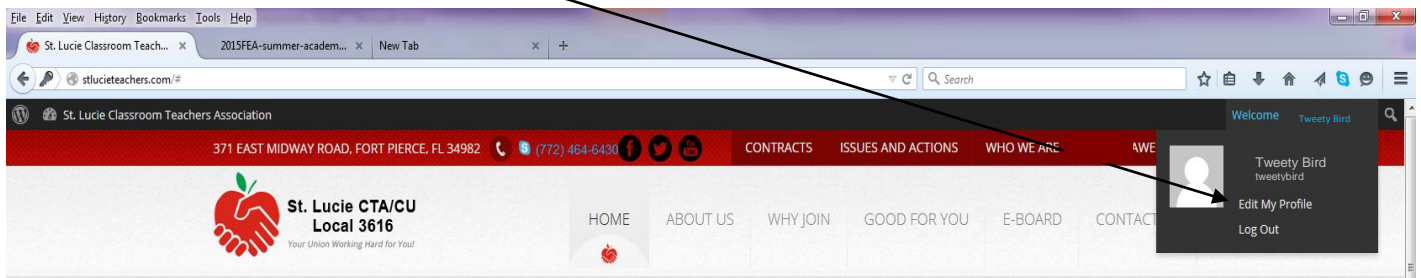 File Edit View History Bookmarks Tools Help
St. Lucie Classroom Teach... × 2015FEA-summer-academ... × New Tab × +
stlucieteachers.com/# Search
St. Lucie Classroom Teachers Association Welcome Tweety Bird
371 EAST MIDWAY ROAD, FORT PIERCE, FL 34982 (772) 464-6430 CONTRACTS ISSUES AND ACTIONS WHO WE ARE AWE
Tweety Bird
tweetybird
Edit My Profile
Log Out
St. Lucie CTA/CU
Local 3616
Your Union Working Hard for You!
HOME ABOUT US WHY JOIN GOOD FOR YOU E-BOARD CONTACT